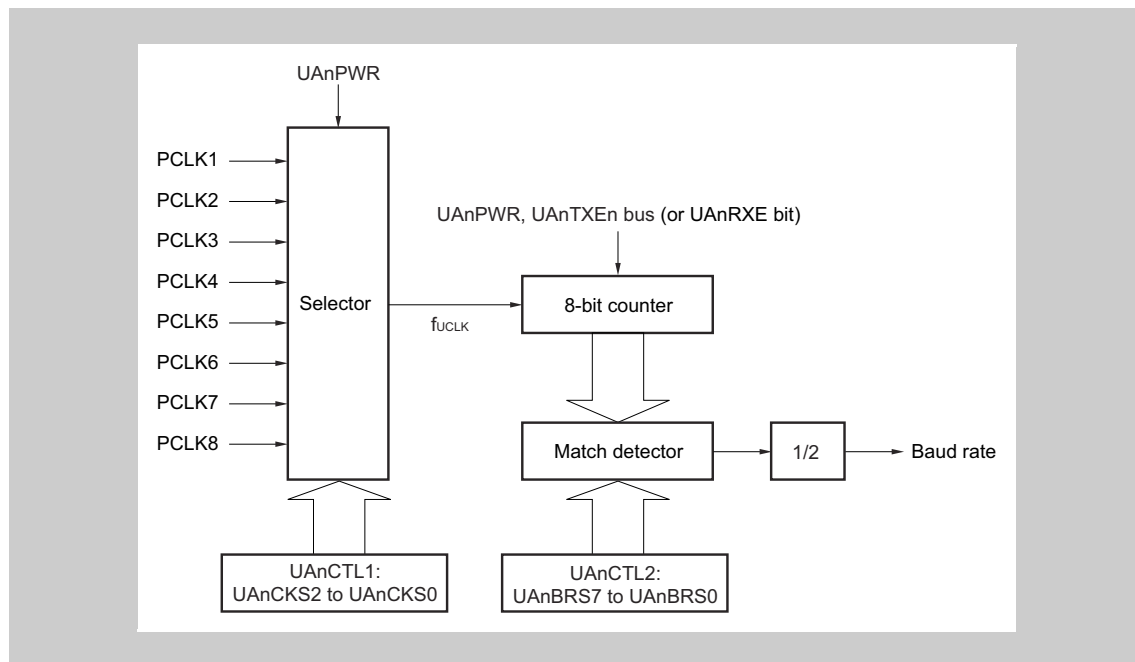 UAnPWR
PCLK1
PCLK2
PCLK3
PCLK4
PCLK5
PCLK6
PCLK7
PCLK8
Selector
fUCLK
UAnPWR, UAnTXEn bus (or UAnRXE bit)
8-bit counter
Match detector
1/2
Baud rate
UAnCTL1:
UAnCKS2 to UAnCKS0
UAnCTL2:
UAnBRS7 to UAnBRS0